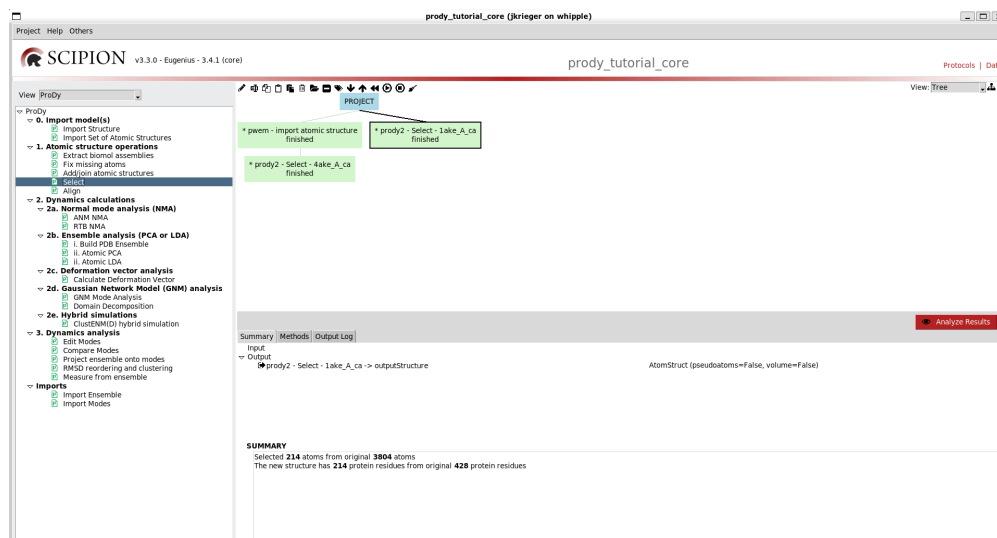 prody_tutorial_core (jkrieger on whipple)
Project Help Others
SCIPION v3.3.0 - Eugenius - 3.4.1 (core)
prody_tutorial_core
Protocols | Dat
View ProDy
View: Tree
ProDy
0. Import model(s)
Import Structure
Import Set of Atomic Structures
1. Atomic structure operations
Extract biomol assemblies
Fix missing atoms
Add/join atomic structures
Select
Align
2. Dynamics calculations
2a. Normal mode analysis (NMA)
ANM NMA
RTB NMA
2b. Ensemble analysis (PCA or LDA)
i. Build PDB Ensemble
ii. Atomic PCA
ii. Atomic LDA
2c. Deformation vector analysis
Calculate Deformation Vector
2d. Gaussian Network Model (GNM) analysis
GNM Mode Analysis
Domain Decomposition
2e. Hybrid simulations
ClustENM(D) hybrid simulation
3. Dynamics analysis
Edit Modes
Compare Modes
Project ensemble onto modes
RMSD reordering and clustering
Measure from ensemble
Imports
Import Ensemble
Import Modes
PROJECT
* pwem - import atomic structure
finished
* prody2 - Select - 1ake_A_ca
finished
* prody2 - Select - 4ake_A_ca
finished
Analyze Results
Summary Methods Output Log
Input
Output
prody2 - Select - 1ake_A_ca -> outputStructure AtomStruct (pseudoatoms=False, volume=False)
SUMMARY
Selected 214 atoms from original 3804 atoms
The new structure has 214 protein residues from original 428 protein residues